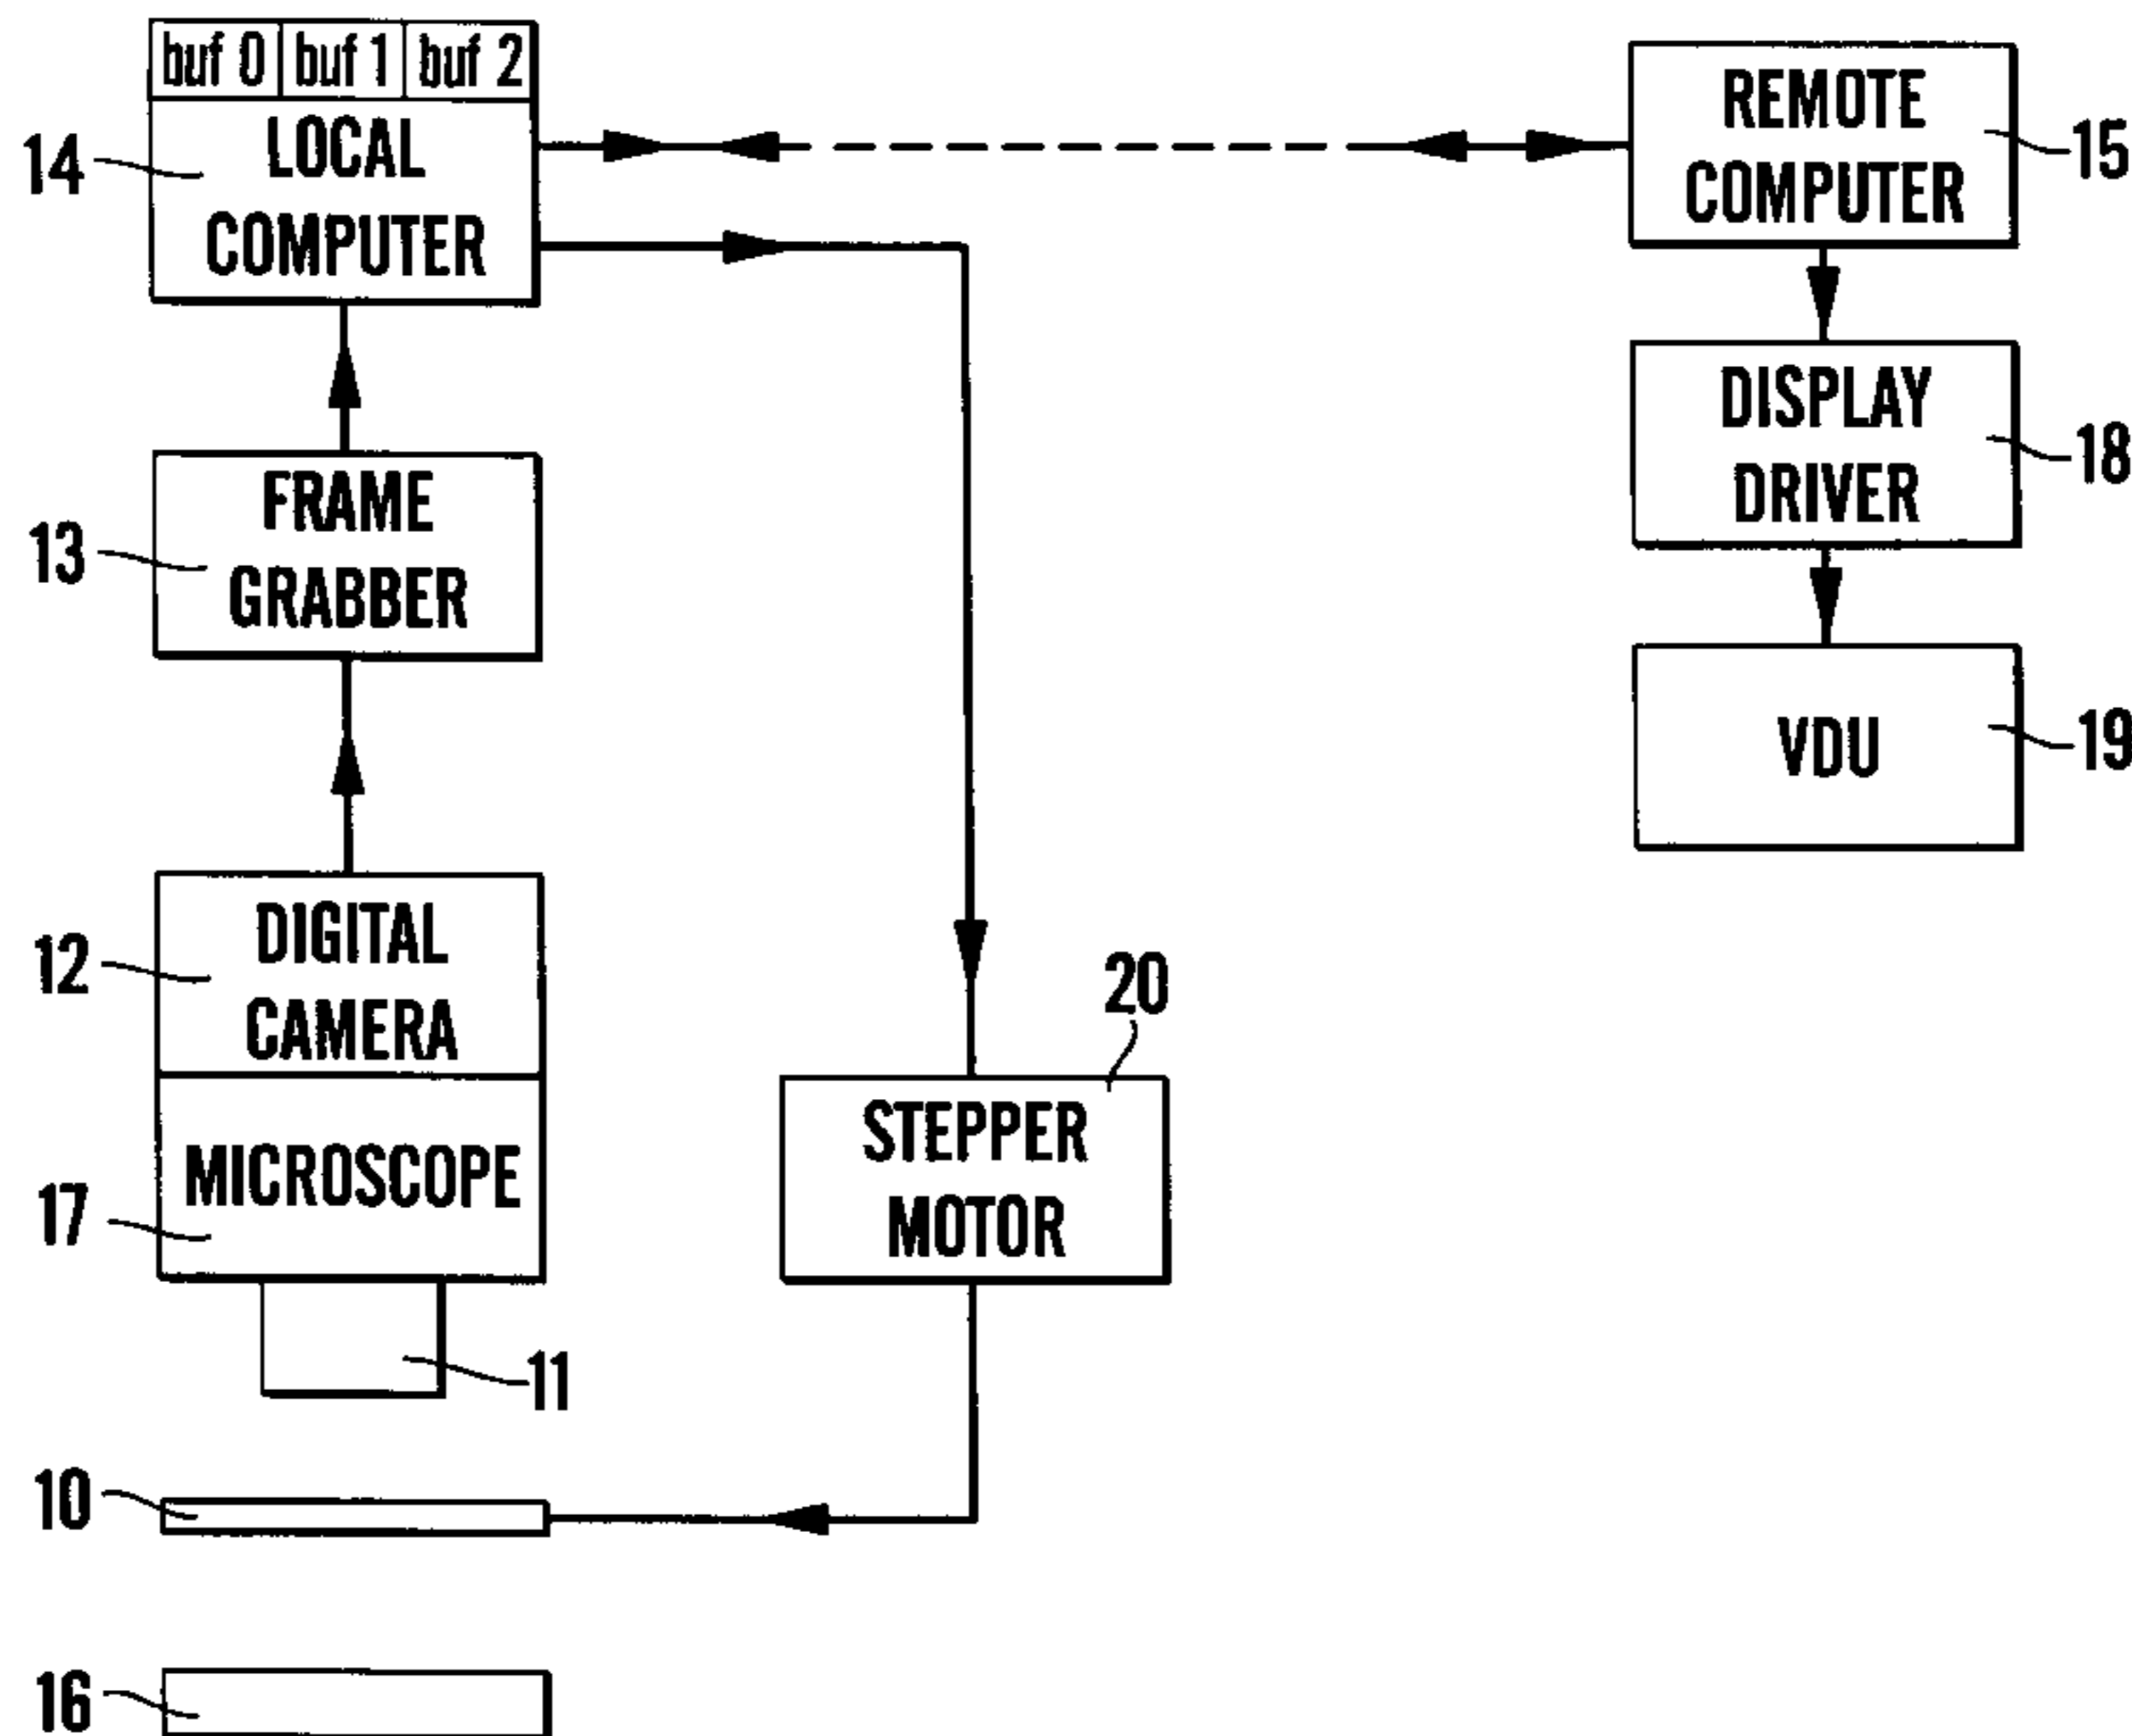 buf 0 buf 1 buf 2
LOCAL
COMPUTER
14
REMOTE
COMPUTER
15
FRAME
GRABBER
13
DISPLAY
DRIVER
18
VDU
19
DIGITAL
CAMERA
12
MICROSCOPE
17
20
STEPPER
MOTOR
11
10
16